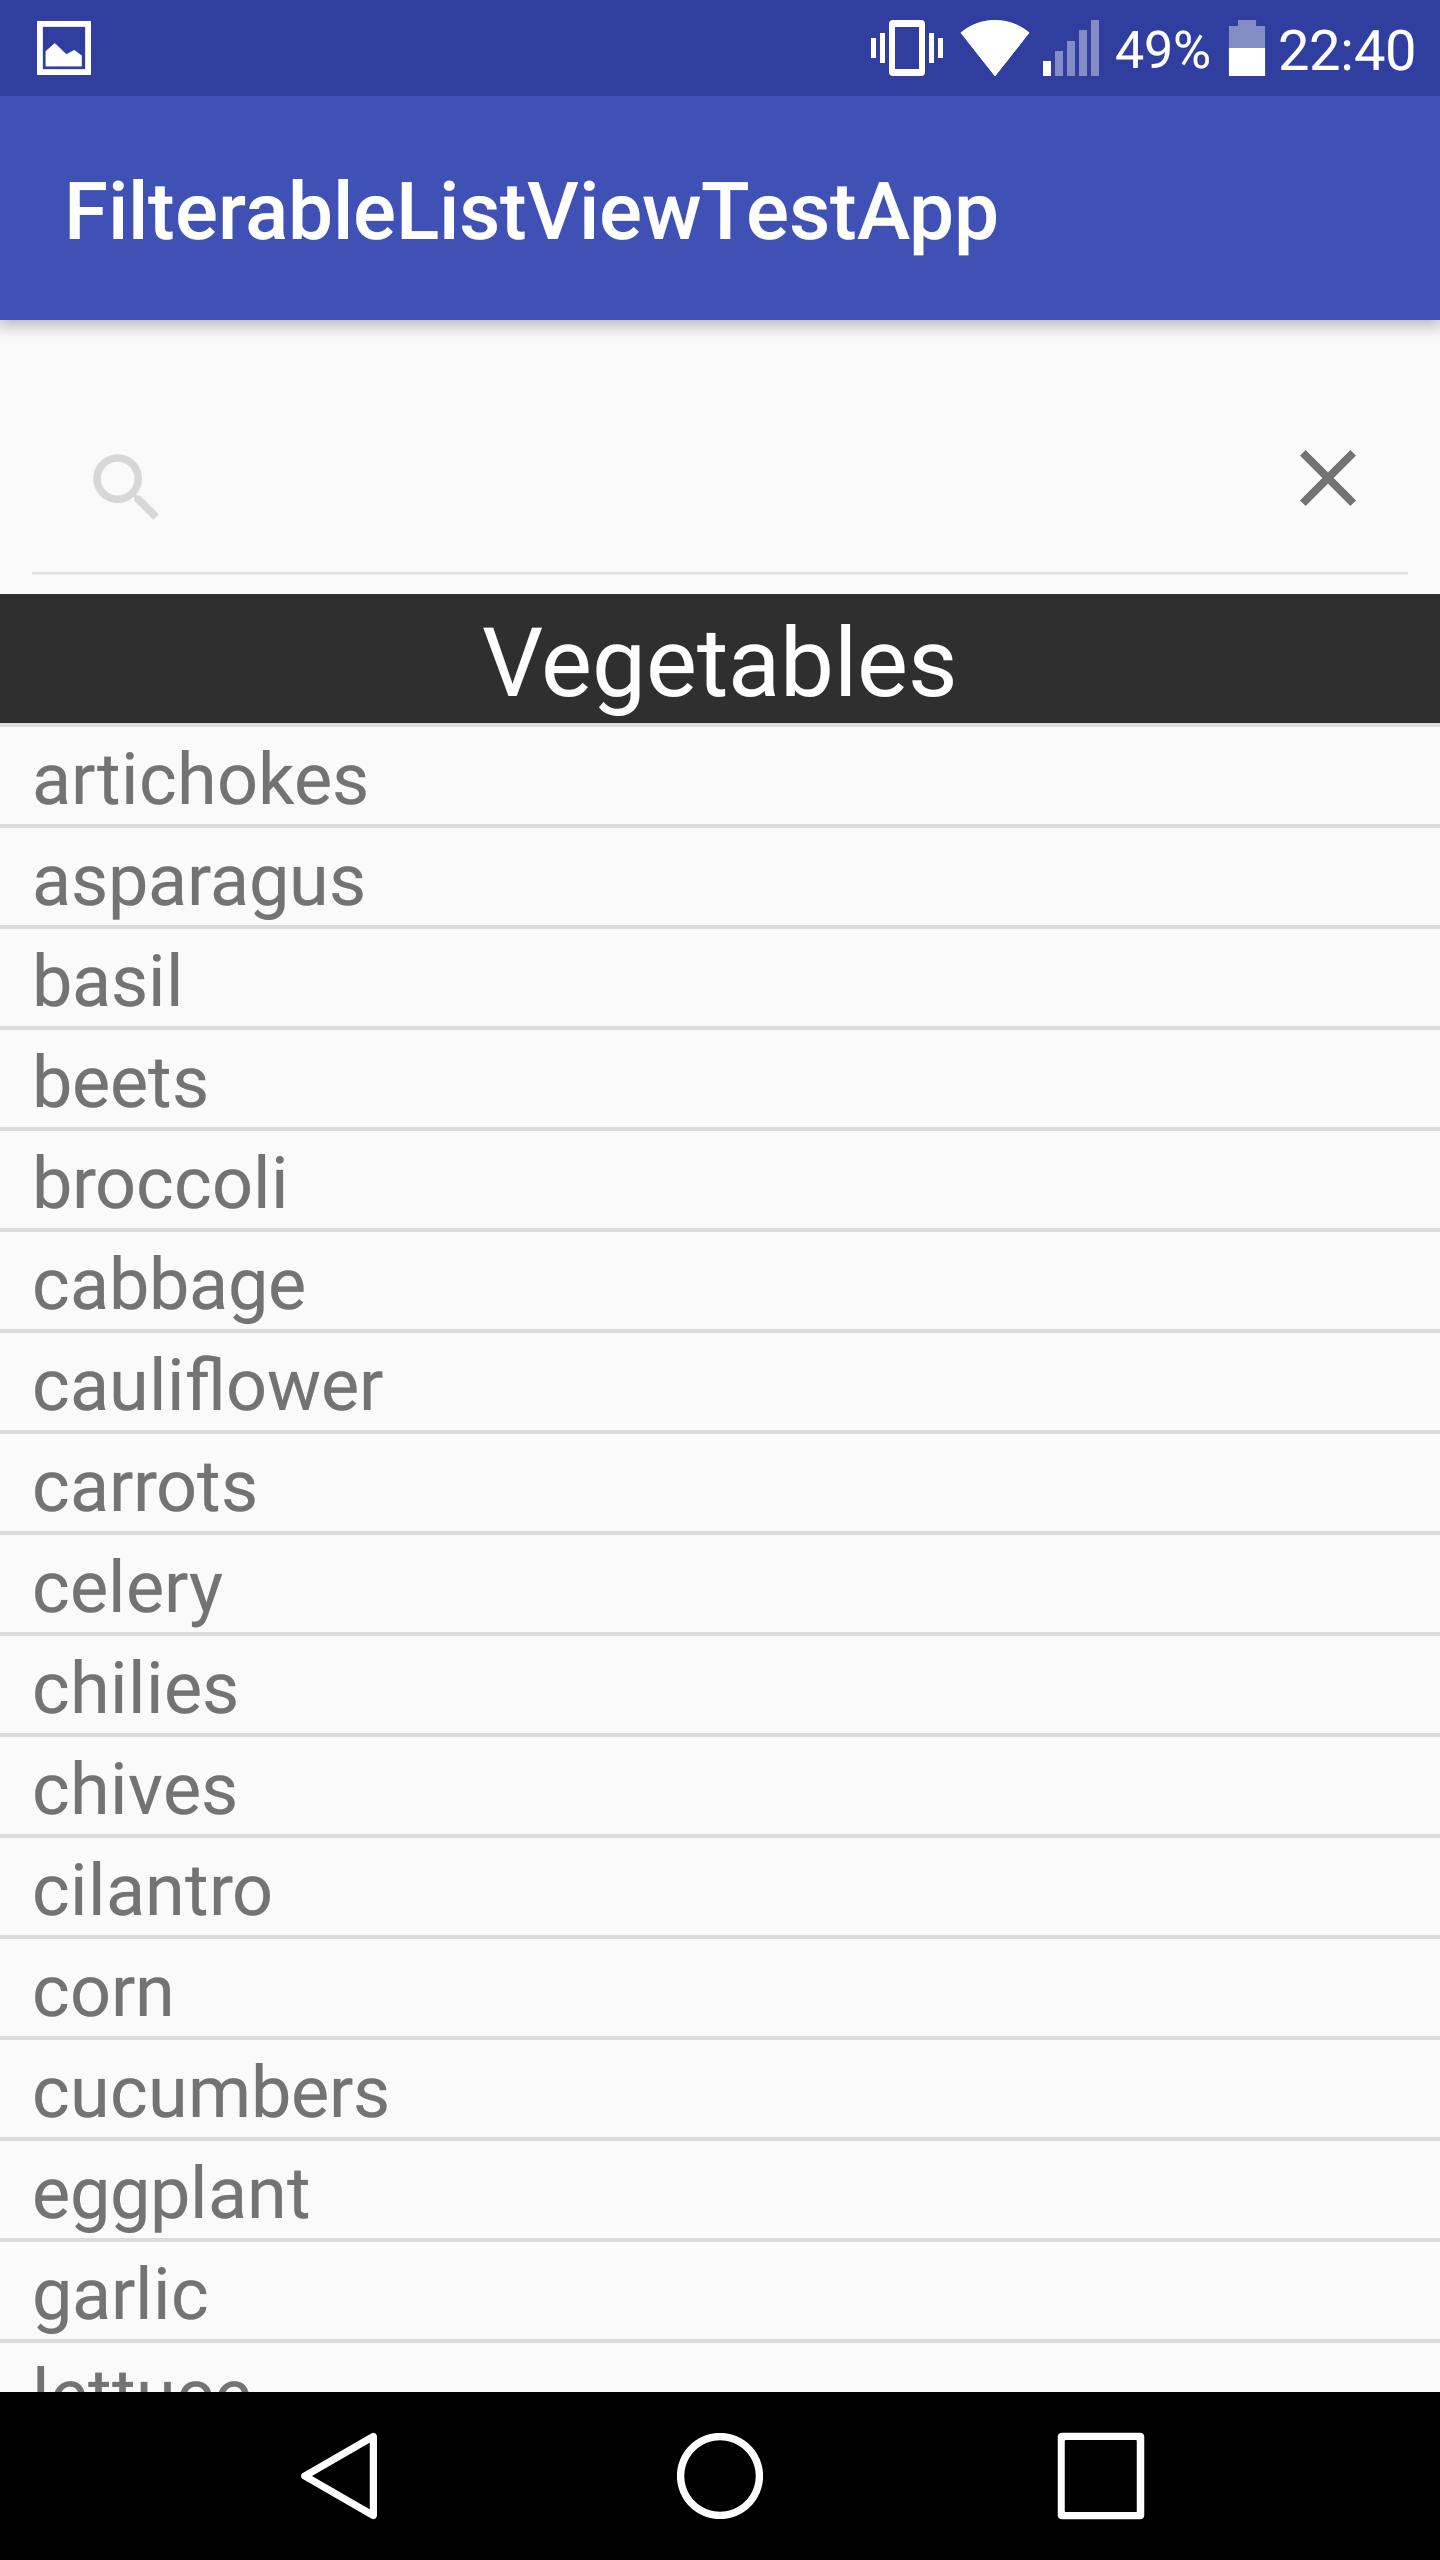 49% 22:40
FilterableListViewTestApp
Vegetables
artichokes
asparagus
basil
beets
broccoli
cabbage
cauliflower
carrots
celery
chilies
chives
cilantro
corn
cucumbers
eggplant
garlic
lettuce